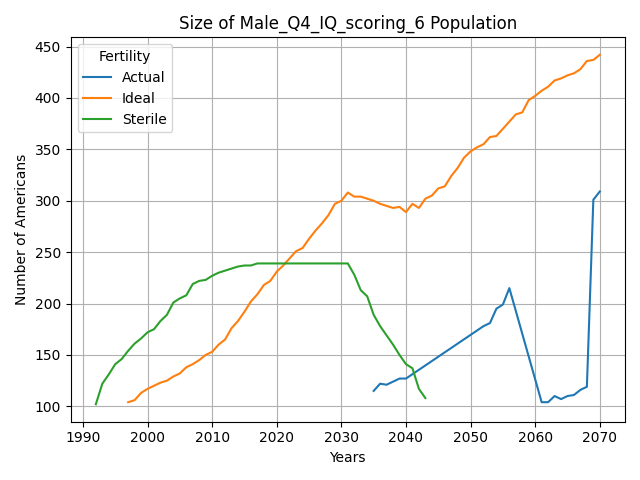 Size of Male_Q4_IQ_scoring_6 Population
Fertility
Actual
Ideal
Sterile
Number of Americans
450
400
350
300
250
200
150
100
1990 2000 2010 2020 2030 2040 2050 2060 2070
Years